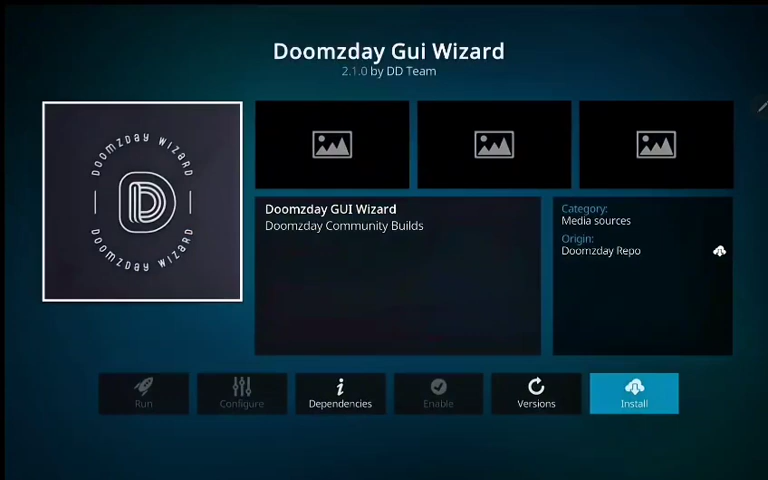 Doomzday Gui Wizard
2.1.0 by DD Team
DOOMZDAY WIZARD
D
DOOMZDAY WIZARD
Doomzday GUI Wizard
Doomzday Community Builds
Category:
Media sources
Origin:
Doomzday Repo
Run
Configure
Dependencies
Enable
Versions
Install